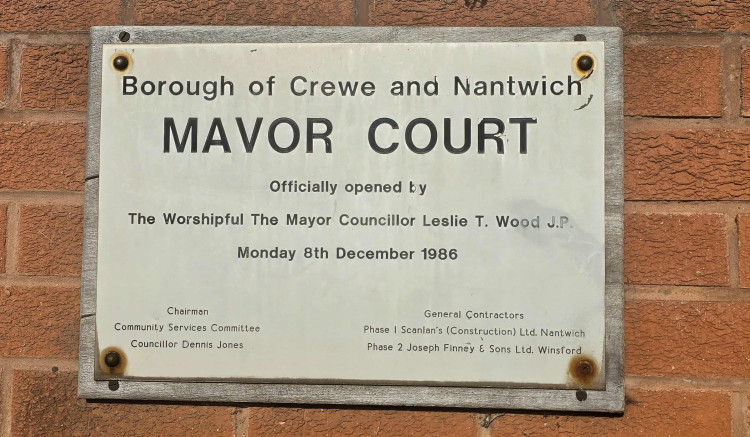 Borough of Crewe and Nantwich
MAVOR COURT
Officially opened by
The Worshipful The Mayor Councillor Leslie T. Wood J.P.
Monday 8th December 1986
Chairman
Community Services Committee
Councillor Dennis Jones
General Contractors
Phase 1 Scanlan's (Construction) Ltd. Nantwich
Phase 2 Joseph Finney & Sons Ltd. Winsford